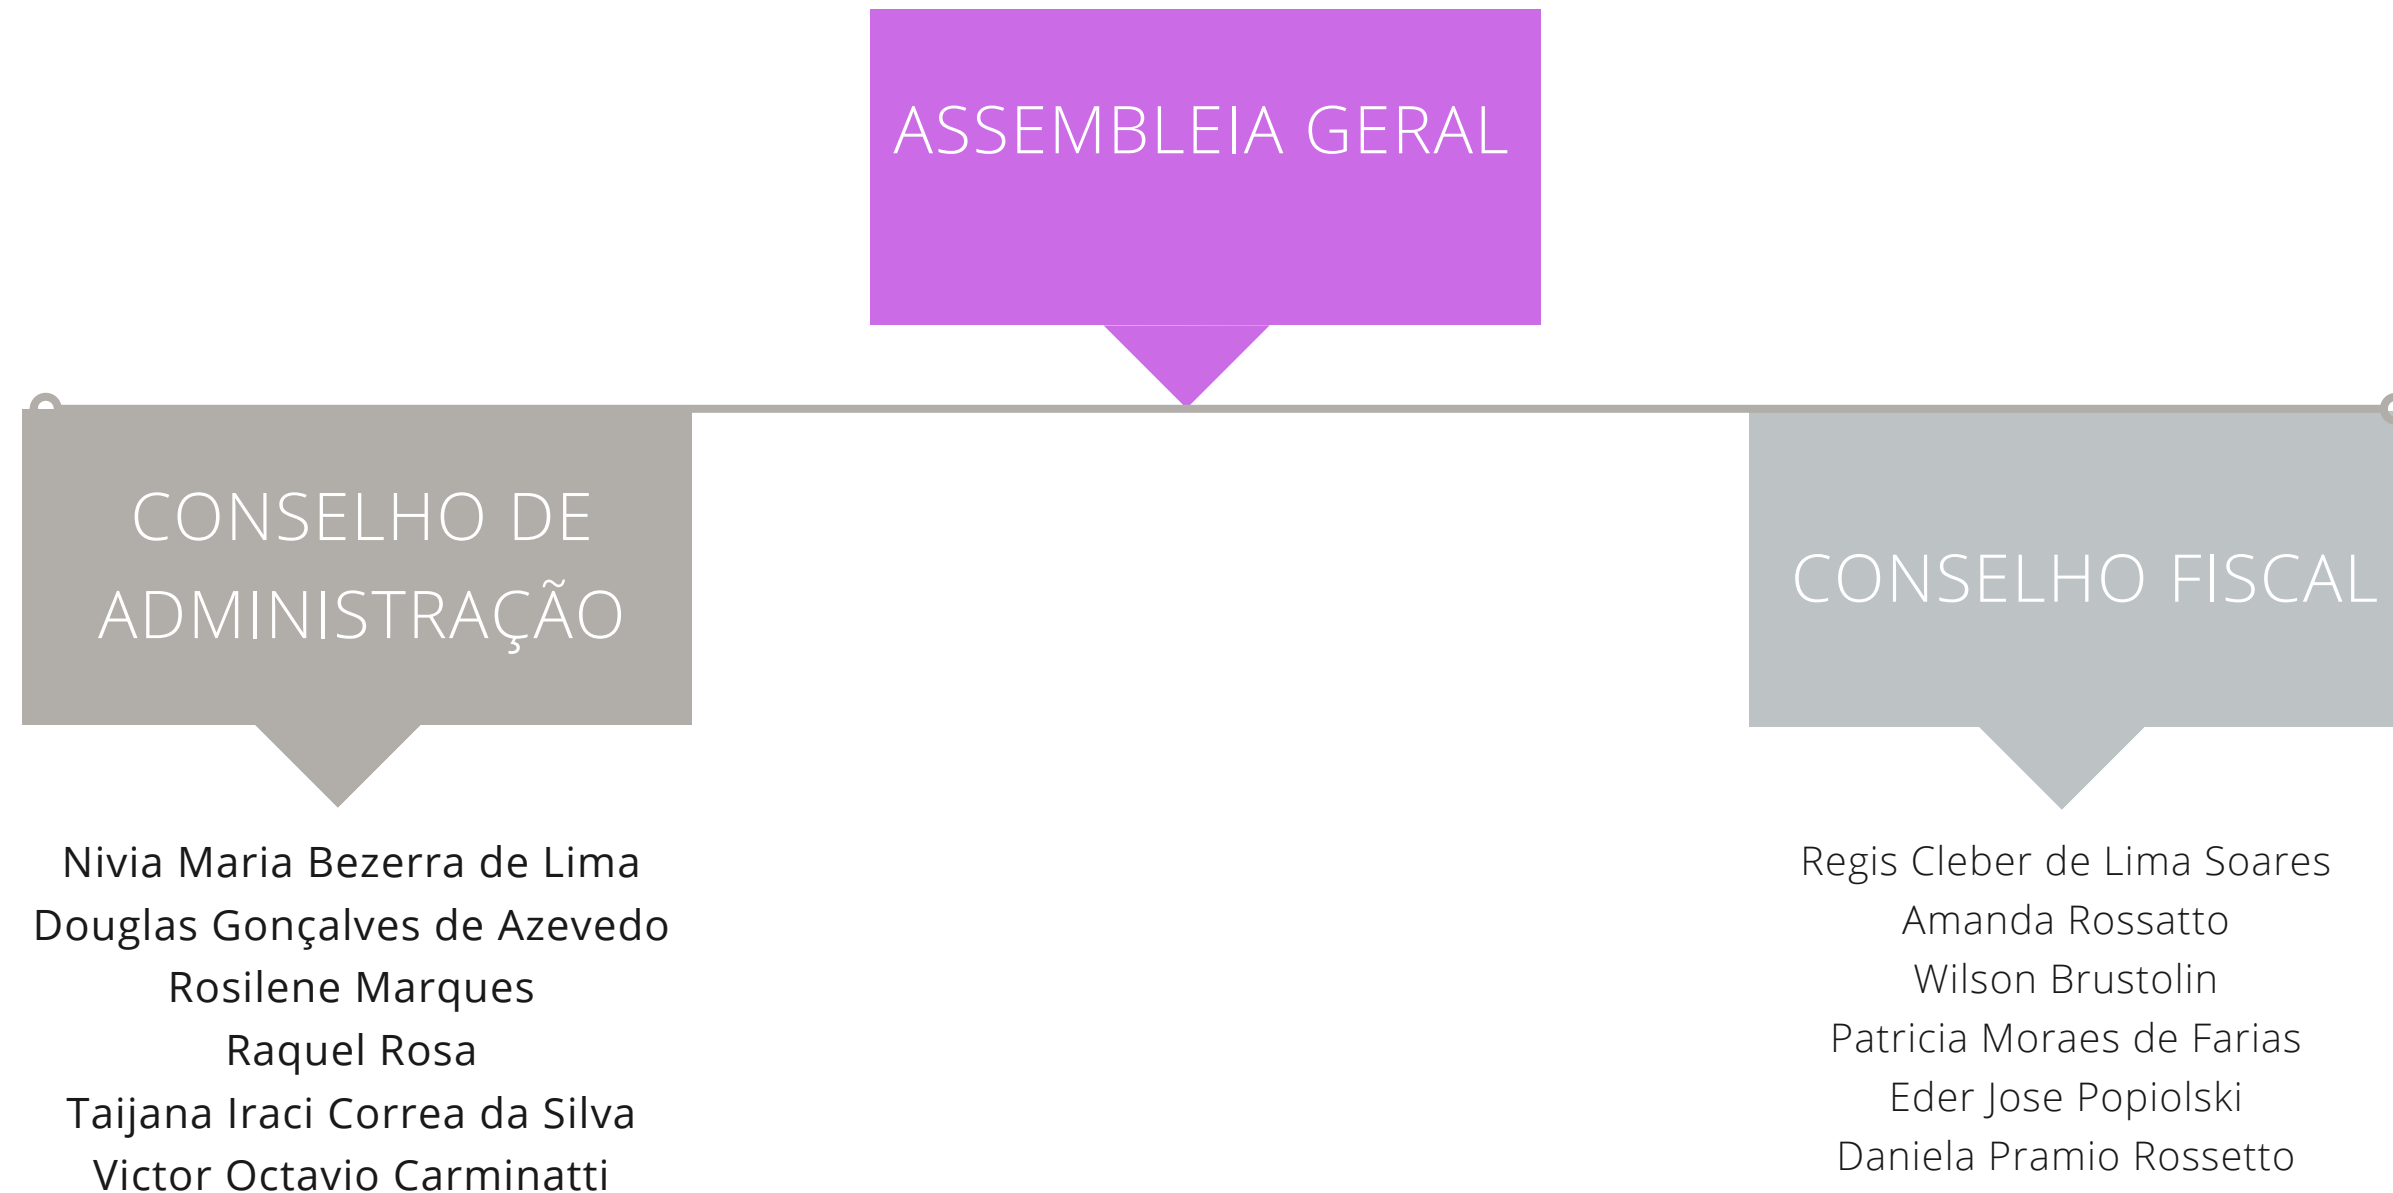 ASSEMBLEIA GERAL
CONSELHO DE
ADMINISTRAÇÃO
Nivia Maria Bezerra de Lima
Douglas Gonçalves de Azevedo
Rosilene Marques
Raquel Rosa
Taijana Iraci Correa da Silva
Victor Octavio Carminatti
CONSELHO FISCAL
Regis Cleber de Lima Soares
Amanda Rossatto
Wilson Brustolin
Patricia Moraes de Farias
Eder Jose Popiolski
Daniela Pramio Rossetto